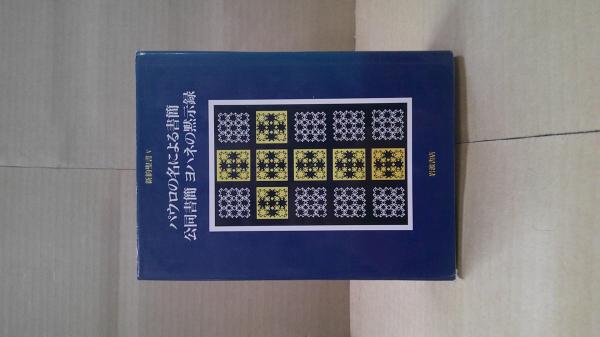 新約聖書 V
パウロの名による書簡
公同書簡 ヨハネの黙示録
岩波書店